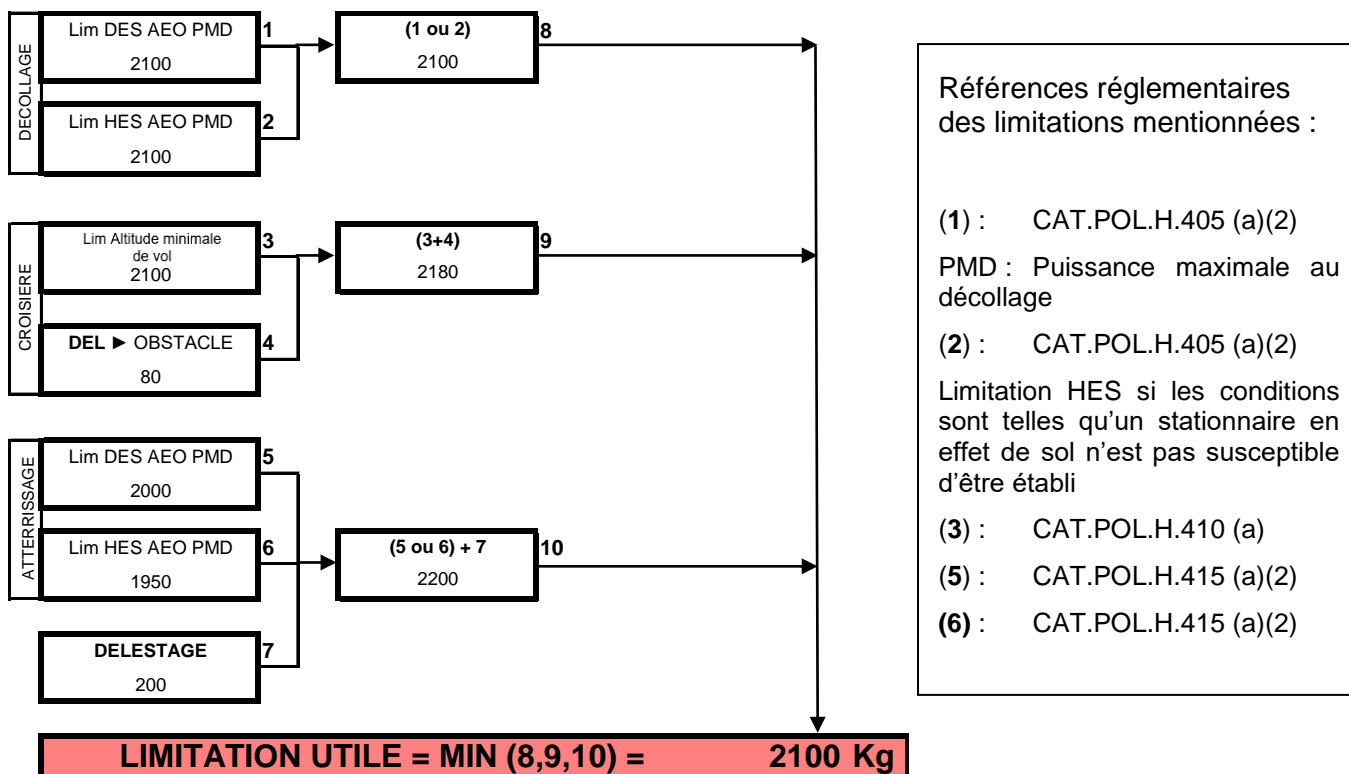 DECOLLAGE
Lim DES AEO PMD
2100
1
(1 ou 2)
2100
8
Lim HES AEO PMD
2100
2
CROISIERE
Lim Altitude minimale
de vol
2100
3
(3+4)
2180
9
DEL ► OBSTACLE
80
4
ATTERRISSAGE
Lim DES AEO PMD
2000
5
Lim HES AEO PMD
1950
6
(5 ou 6) + 7
2200
10
DELESTAGE
200
7
LIMITATION UTILE = MIN (8,9,10) = 2100 Kg
Références réglementaires
des limitations mentionnées :
(1) : CAT.POL.H.405 (a)(2)
PMD : Puissance maximale au
décollage
(2) : CAT.POL.H.405 (a)(2)
Limitation HES si les conditions
sont telles qu'un stationnaire en
effet de sol n'est pas susceptible
d'être établi
(3) : CAT.POL.H.410 (a)
(5) : CAT.POL.H.415 (a)(2)
(6) : CAT.POL.H.415 (a)(2)